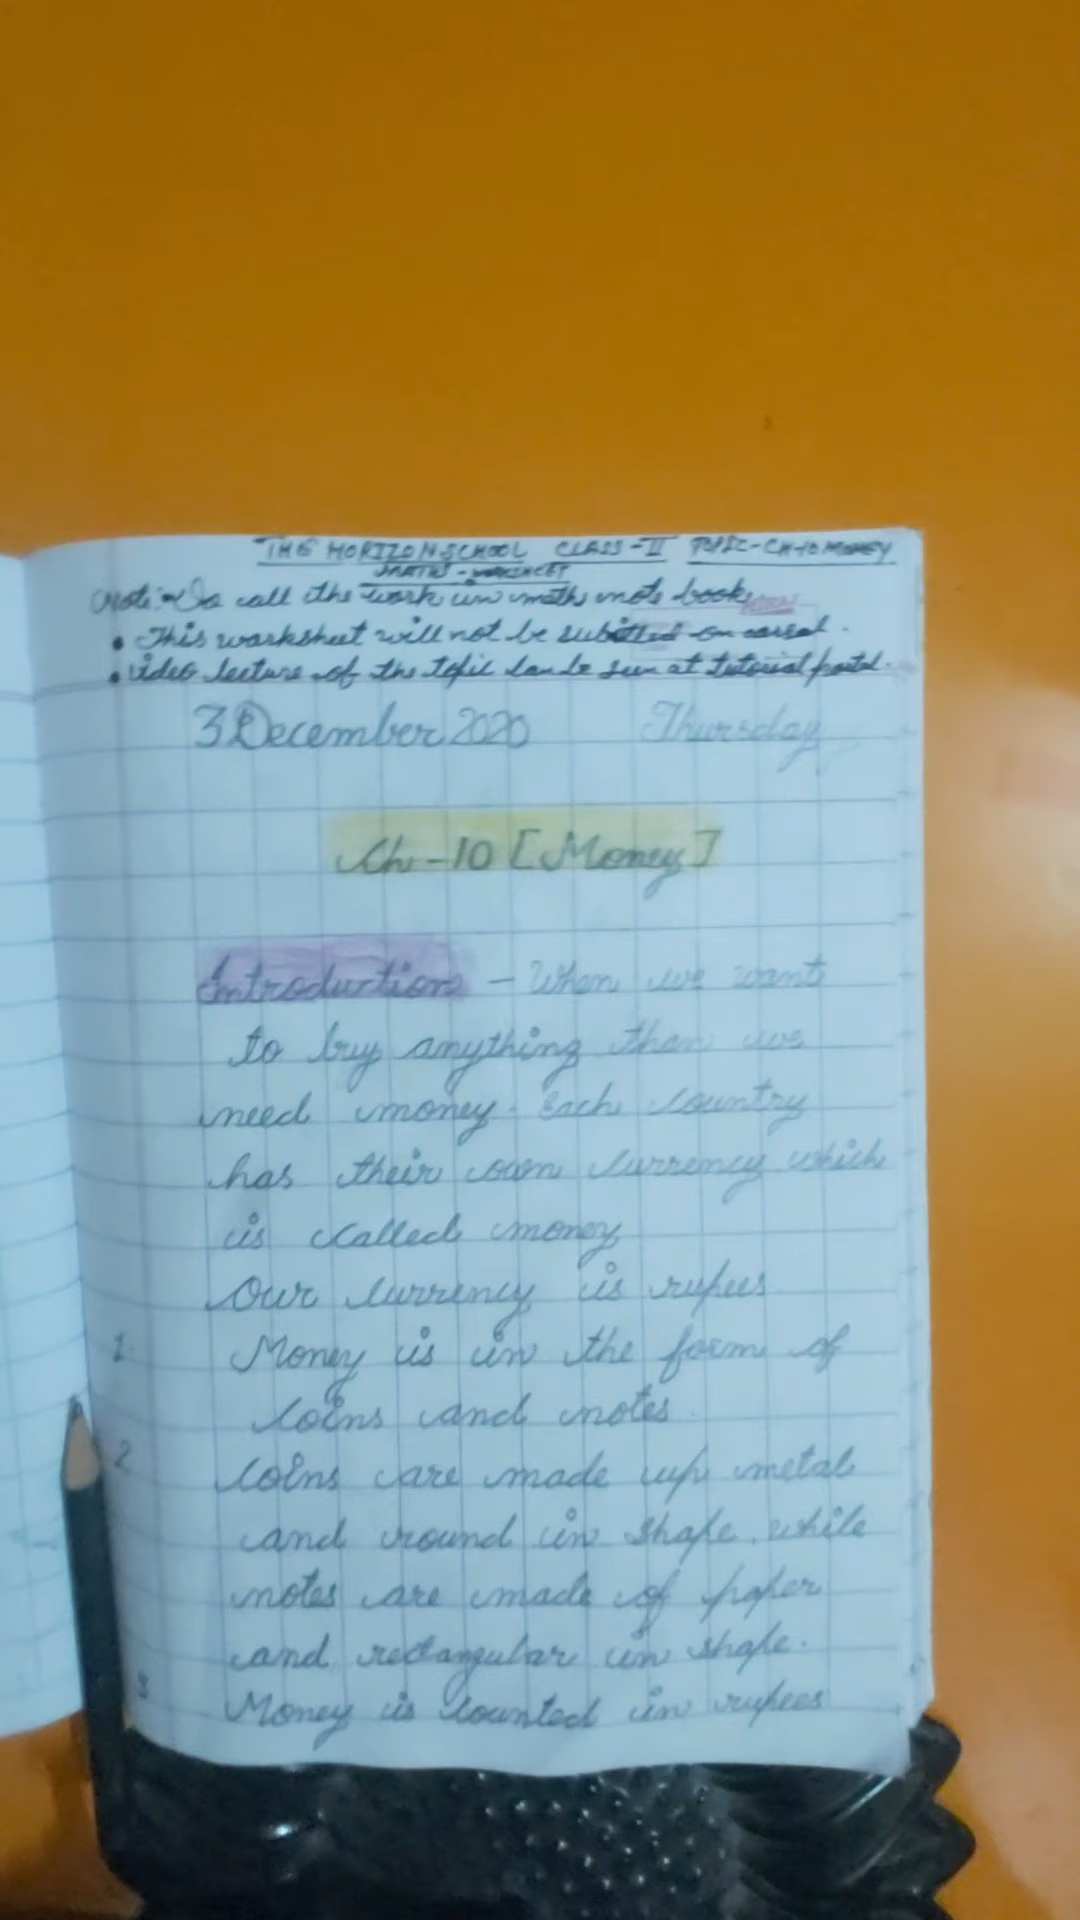 THE HORIZON SCHOOL CLASS-II TOPIC-CH-10 MONEY
MATHS-WORKSHEET
Note:- Do all the work in maths note book
• This worksheet will not be submitted on
• Video lecture of the topic can be seen at tutorial portal.
3 December 2020 Thursday
Ch-10 [Money]
Introduction - When we want
to buy anything than we
need money. Each country
has their own currency which
is called money
Our currency is rupees
1. Money is in the form of
coins and notes
2 Coins are made up metal
and round in shape. while
notes are made of paper
and rectangular in shape.
3 Money is counted in rupees